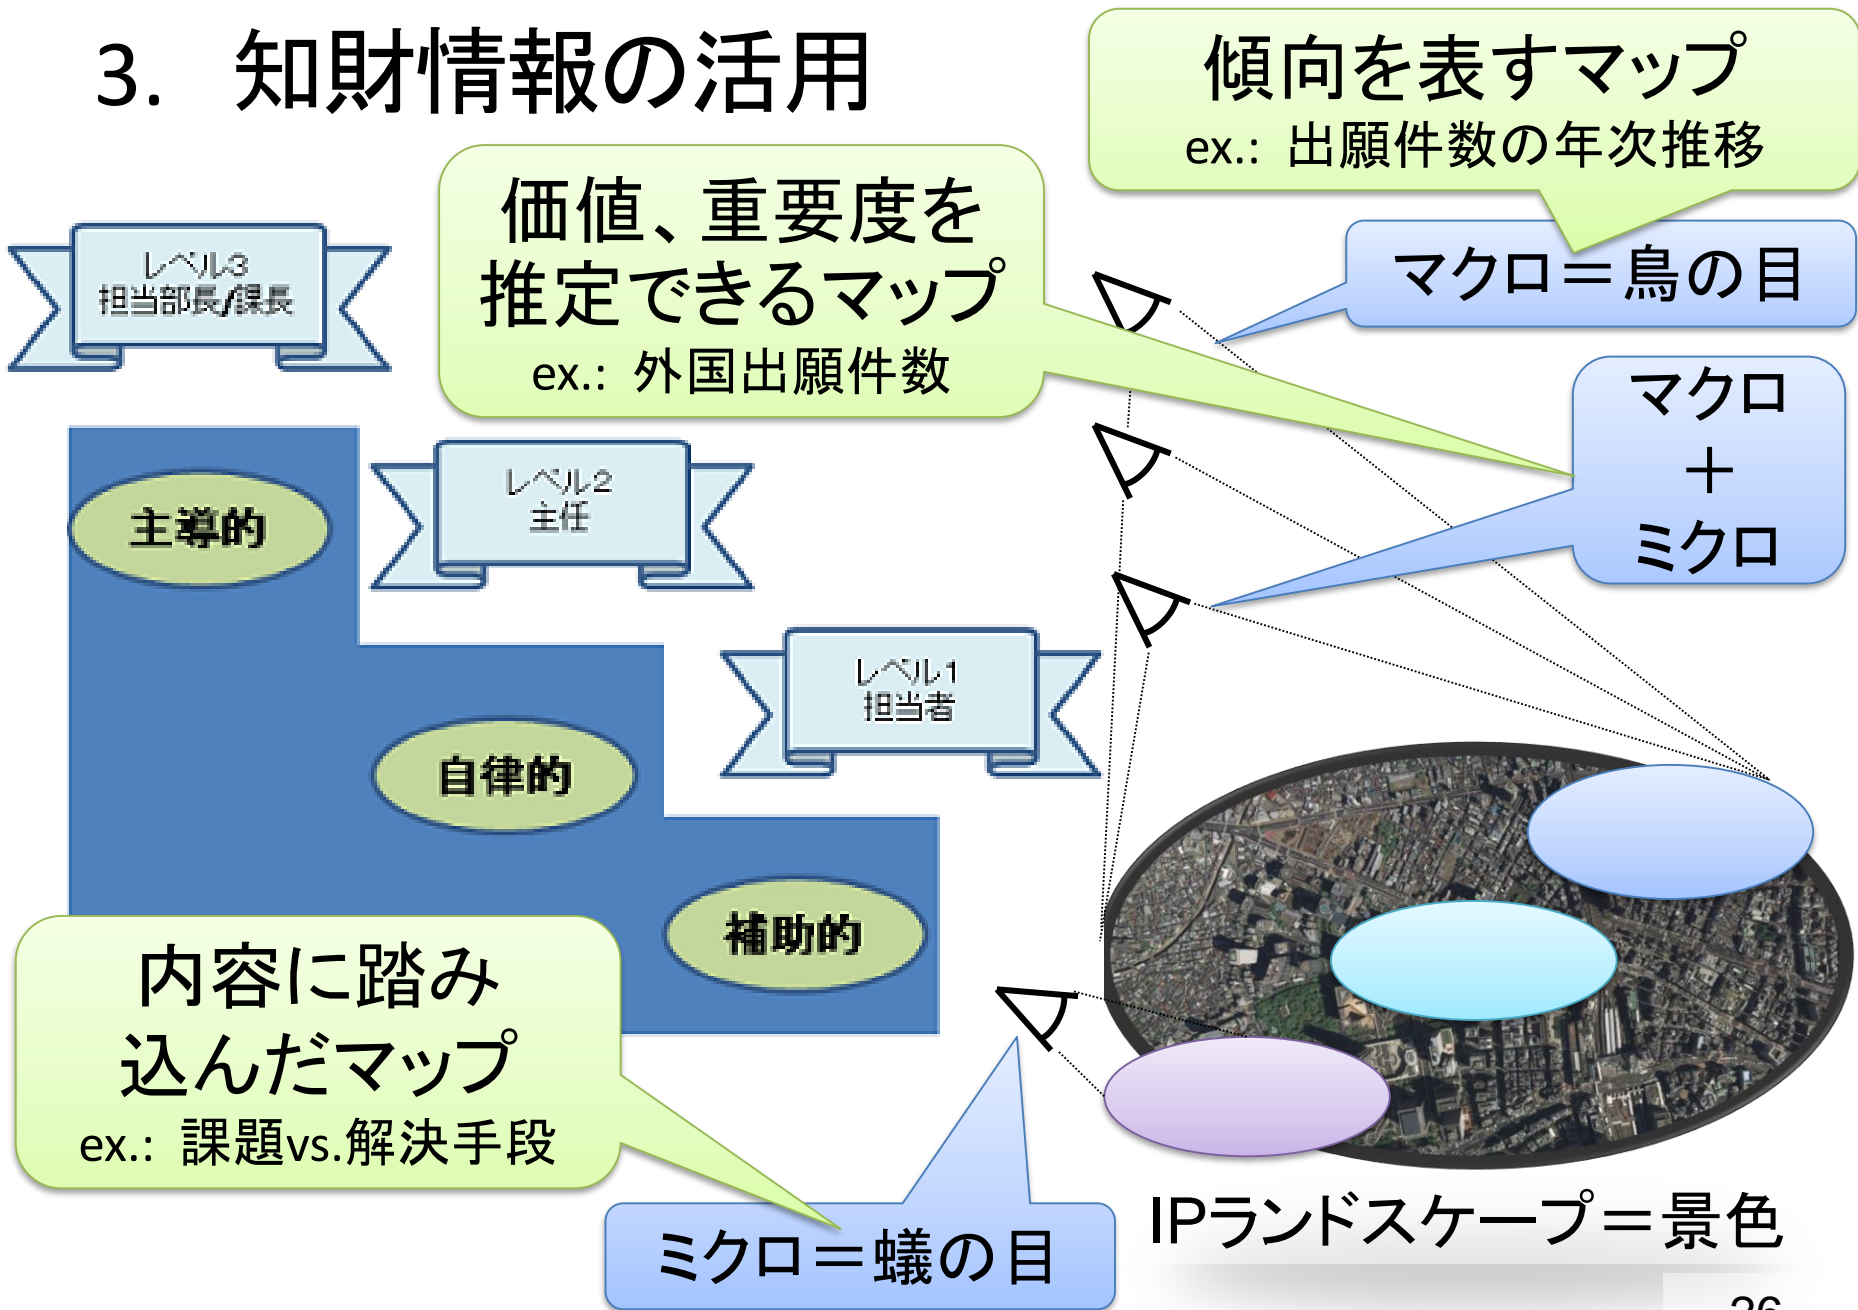 3. 知財情報の活用
傾向を表すマップ
ex.: 出願件数の年次推移
価値、重要度を
推定できるマップ
ex.: 外国出願件数
マクロ＝鳥の目
レベル3
担当部長/課長
マクロ
＋
ミクロ
レベル2
主任
主導的
レベル1
担当者
自律的
補助的
内容に踏み
込んだマップ
ex.: 課題vs.解決手段
ミクロ＝蟻の目
IPランドスケープ＝景色
26